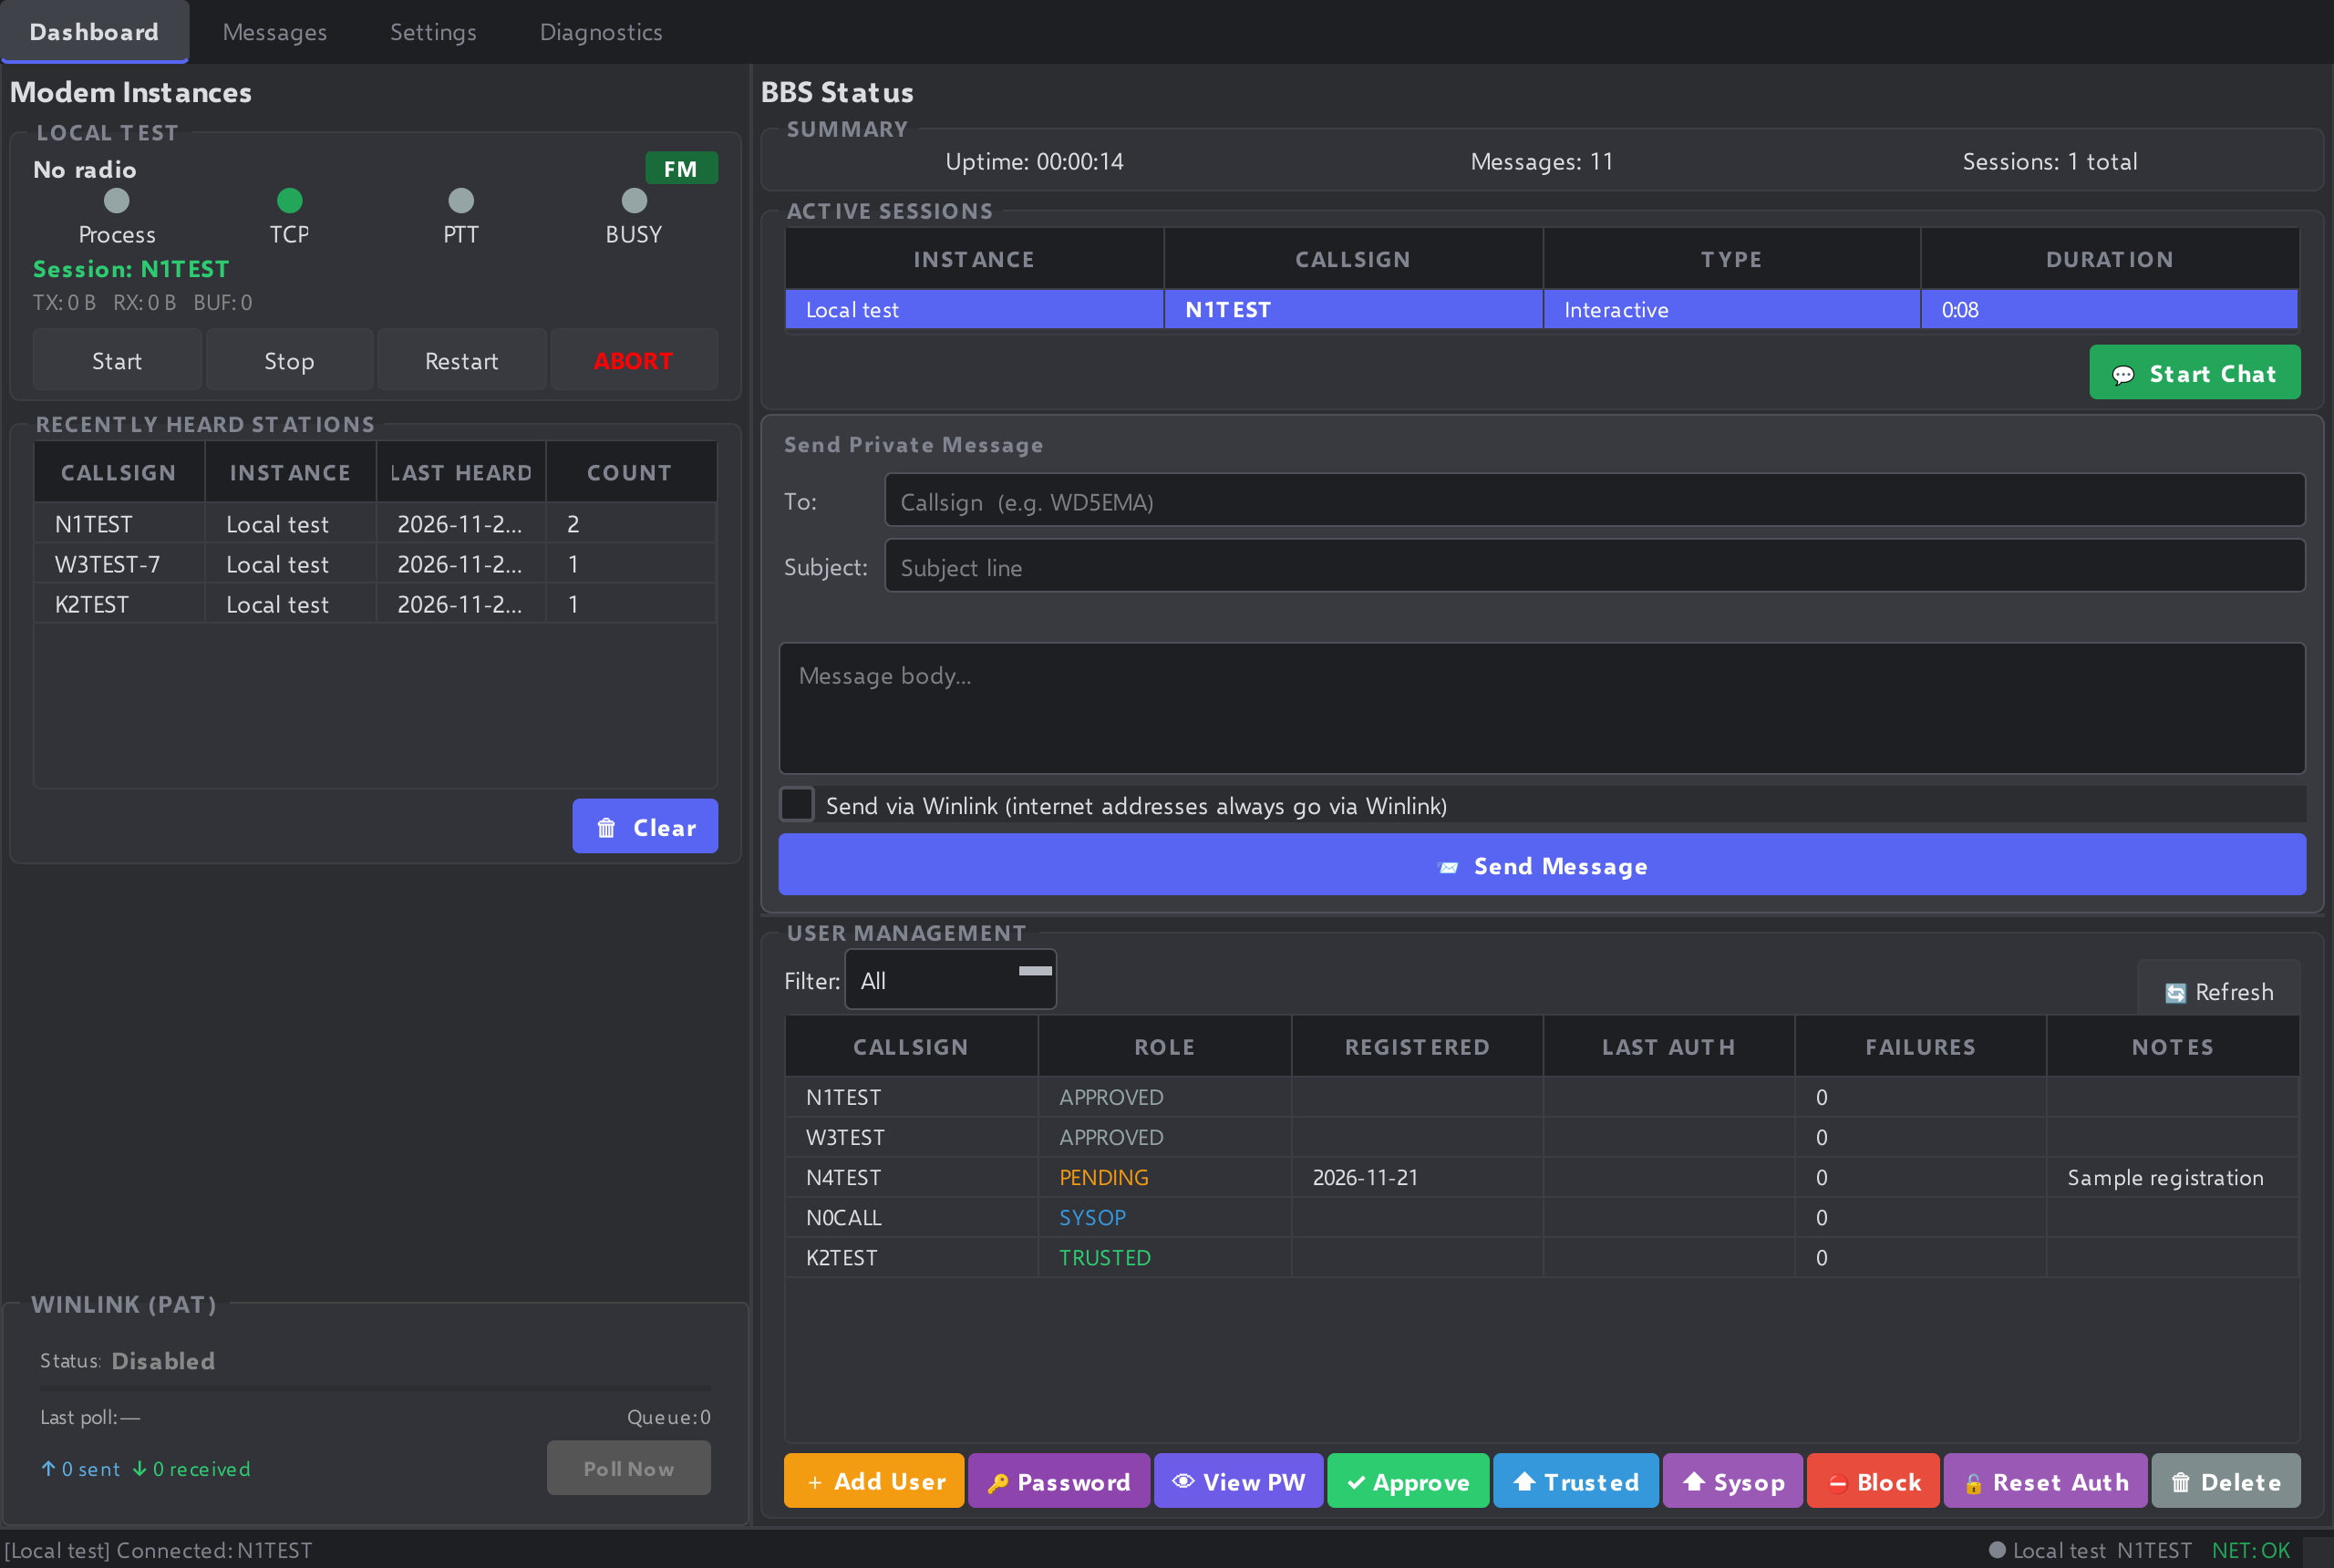 Dashboard Messages Settings Diagnostics
Modem Instances
LOCAL TEST
No radio FM
Process TCP PTT BUSY
Session: N1TEST
TX: 0 B RX: 0 B BUF: 0
Start Stop Restart ABORT
RECENTLY HEARD STATIONS
CALLSIGN INSTANCE LAST HEARD COUNT
N1TEST Local test 2026-11-2... 2
W3TEST-7 Local test 2026-11-2... 1
K2TEST Local test 2026-11-2... 1
Clear
WINLINK (PAT)
Status: Disabled
Last poll: — Queue: 0
↑ 0 sent ↓ 0 received Poll Now
BBS Status
SUMMARY
Uptime: 00:00:14 Messages: 11 Sessions: 1 total
ACTIVE SESSIONS
INSTANCE CALLSIGN TYPE DURATION
Local test N1TEST Interactive 0:08
Start Chat
Send Private Message
To: Callsign (e.g. WD5EMA)
Subject: Subject line
Message body...
Send via Winlink (internet addresses always go via Winlink)
Send Message
USER MANAGEMENT
Filter: All Refresh
CALLSIGN ROLE REGISTERED LAST AUTH FAILURES NOTES
N1TEST APPROVED 0
W3TEST APPROVED 0
N4TEST PENDING 2026-11-21 0 Sample registration
N0CALL SYSOP 0
K2TEST TRUSTED 0
+ Add User Password View PW Approve Trusted Sysop Block Reset Auth Delete
[Local test] Connected: N1TEST Local test N1TEST NET: OK